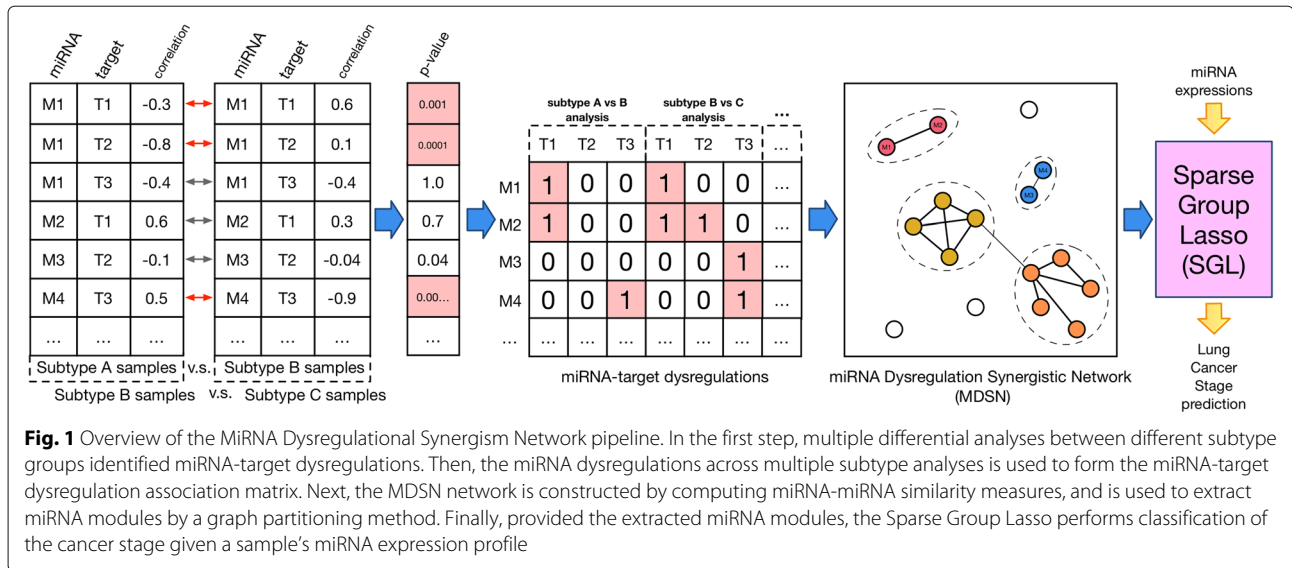 miRNA target correlation miRNA target correlation p-value
M1 T1 -0.3 M1 T1 0.6 0.001
M1 T2 -0.8 M1 T2 0.1 0.0001
M1 T3 -0.4 M1 T3 -0.4 1.0
M2 T1 0.6 M2 T1 0.3 0.7
M3 T2 -0.1 M3 T2 -0.04 0.04
M4 T3 0.5 M4 T3 -0.9 0.00...
... ... ... ... ... ... ...
Subtype A samples v.s. Subtype B samples
Subtype B samples v.s. Subtype C samples
subtype A vs B analysis subtype B vs C analysis ...
T1 T2 T3 T1 T2 T3 ...
M1 1 0 0 1 0 0 ...
M2 1 0 0 1 1 0 ...
M3 0 0 0 0 0 1 ...
M4 0 0 1 0 0 1 ...
... ... ... ... ... ... ... ...
miRNA-target dysregulations
M1
M2
M4
M3
miRNA Dysregulation Synergistic Network
(MDSN)
miRNA
expressions
Sparse
Group
Lasso
(SGL)
Lung
Cancer
Stage
prediction
Fig. 1 Overview of the MiRNA Dysregulational Synergism Network pipeline. In the first step, multiple differential analyses between different subtype
groups identified miRNA-target dysregulations. Then, the miRNA dysregulations across multiple subtype analyses is used to form the miRNA-target
dysregulation association matrix. Next, the MDSN network is constructed by computing miRNA-miRNA similarity measures, and is used to extract
miRNA modules by a graph partitioning method. Finally, provided the extracted miRNA modules, the Sparse Group Lasso performs classification of
the cancer stage given a sample's miRNA expression profile